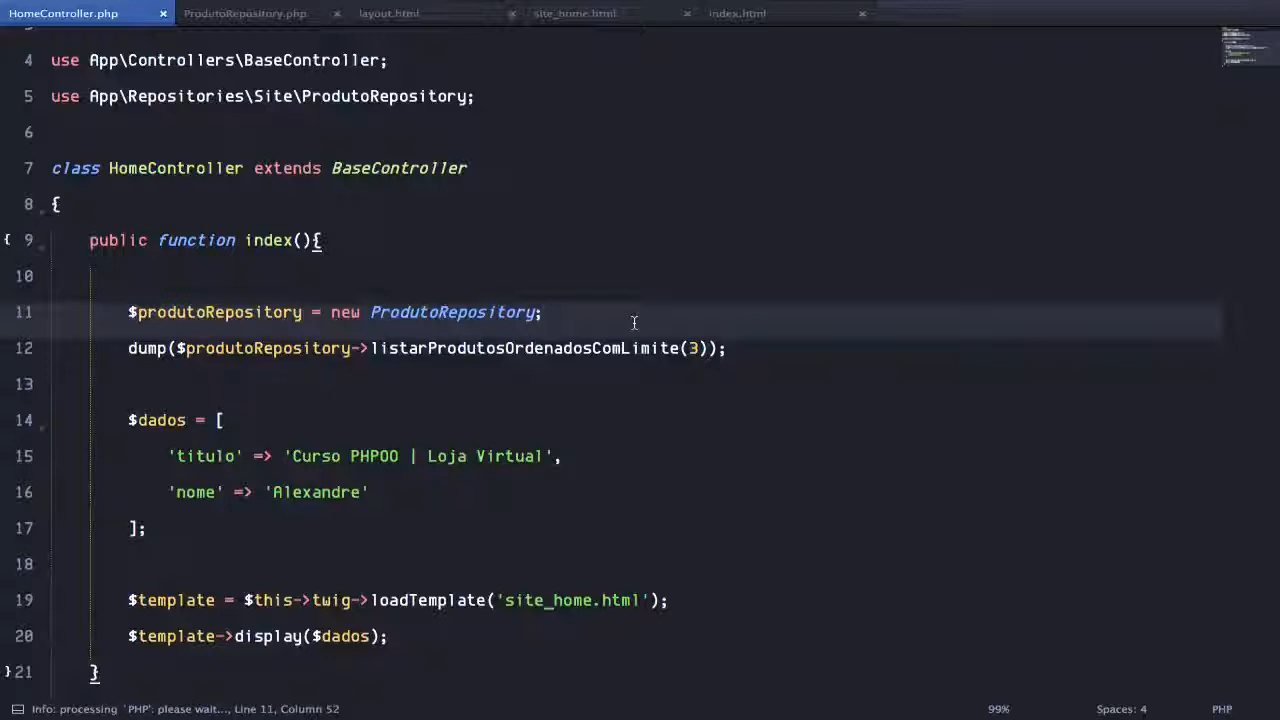 HomeController.php × ProdutoRepository.php × layout.html × site_home.html × index.html ×
4 use App\Controllers\BaseController;
5 use App\Repositories\Site\ProdutoRepository;
6
7 class HomeController extends BaseController
8 {
{ 9 public function index(){
10
11 $produtoRepository = new ProdutoRepository;
12 dump($produtoRepository->listarProdutosOrdenadosComLimite(3));
13
14 $dados = [
15 'titulo' => 'Curso PHPOO | Loja Virtual',
16 'nome' => 'Alexandre'
17 ];
18
19 $template = $this->twig->loadTemplate('site_home.html');
20 $template->display($dados);
}21 }
Info: processing `PHP`: please wait..., Line 11, Column 52 99% Spaces: 4 PHP